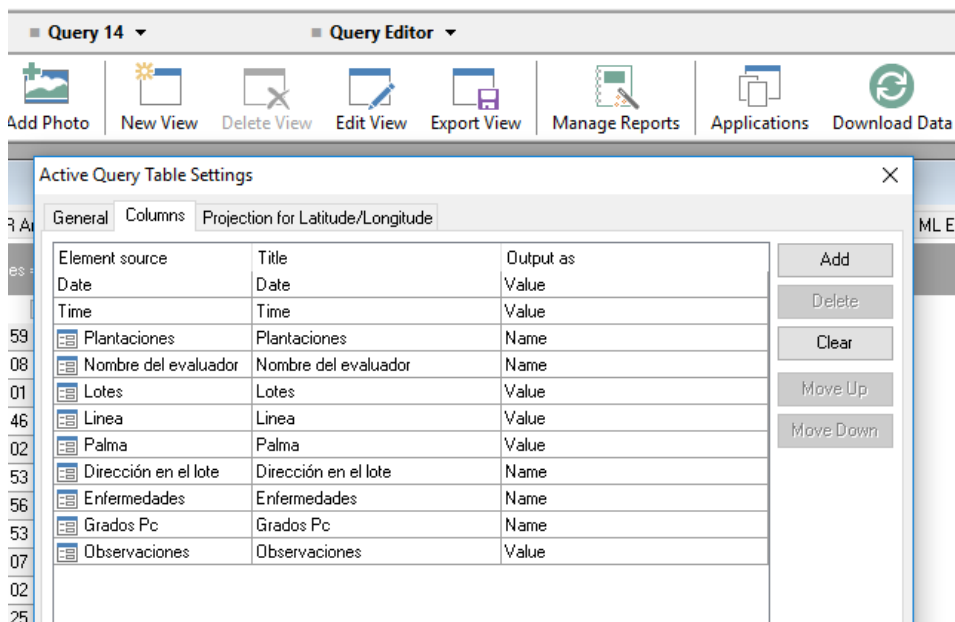 Query 14 Query Editor
Add Photo New View Delete View Edit View Export View Manage Reports Applications Download Data
Active Query Table Settings
General Columns Projection for Latitude/Longitude
ML E
es =
Element source Title Output as Add
Date Date Value
Time Time Value Delete
59 Plantaciones Plantaciones Name Clear
08 Nombre del evaluador Nombre del evaluador Name
01 Lotes Lotes Value Move Up
46 Linea Linea Value
02 Palma Palma Value Move Down
53 Dirección en el lote Dirección en el lote Name
56 Enfermedades Enfermedades Name
53 Grados Pc Grados Pc Name
07 Observaciones Observaciones Value
02
25